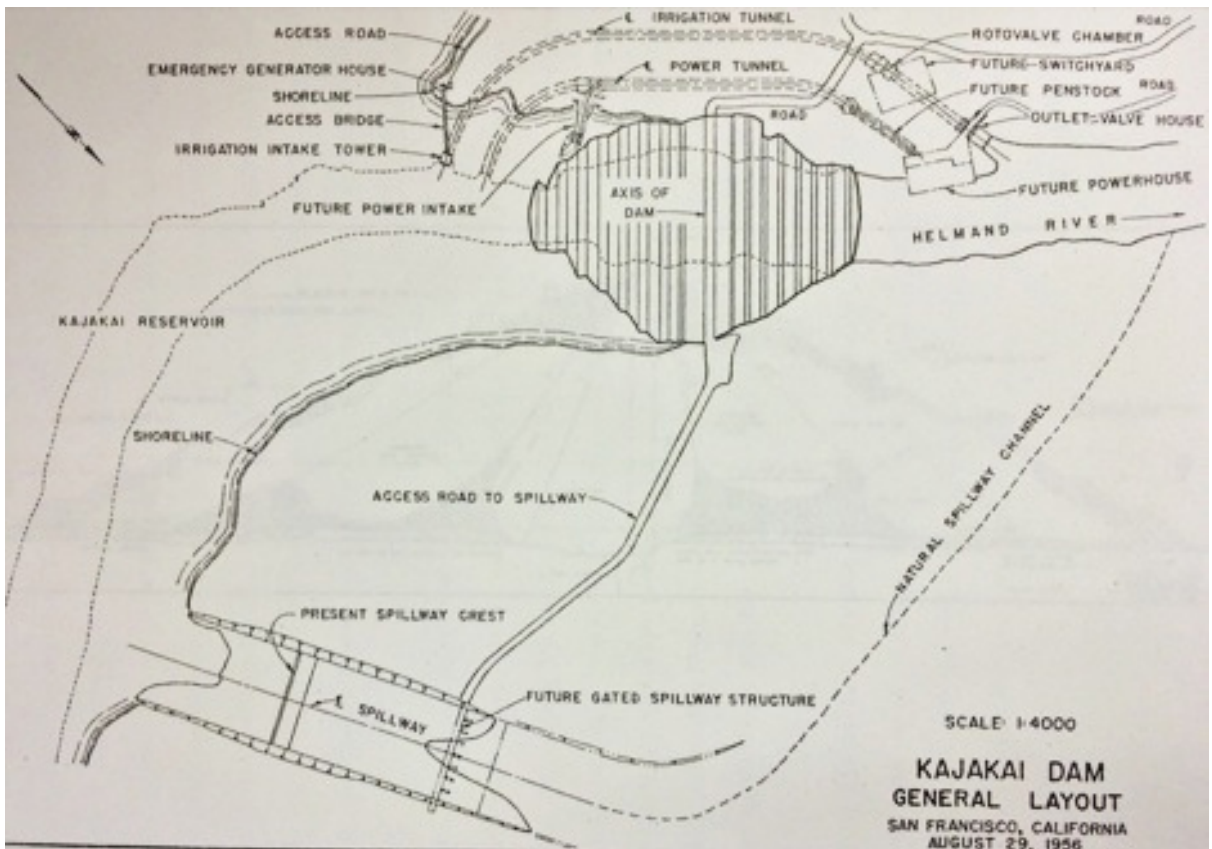 ACCESS ROAD
EMERGENCY GENERATOR HOUSE
SHORELINE
ACCESS BRIDGE
IRRIGATION INTAKE TOWER
FUTURE POWER INTAKE
℄ IRRIGATION TUNNEL
℄ POWER TUNNEL
ROAD
ROAD
ROTOVALVE CHAMBER
FUTURE SWITCHYARD
FUTURE PENSTOCK
ROAD
OUTLET-VALVE HOUSE
FUTURE POWERHOUSE
AXIS OF
DAM
HELMAND RIVER
KAJAKAI RESERVOIR
SHORELINE
ACCESS ROAD TO SPILLWAY
NATURAL SPILLWAY CHANNEL
PRESENT SPILLWAY CREST
℄ SPILLWAY
FUTURE GATED SPILLWAY STRUCTURE
SCALE 1:4000
KAJAKAI DAM
GENERAL LAYOUT
SAN FRANCISCO, CALIFORNIA
AUGUST 29, 1956